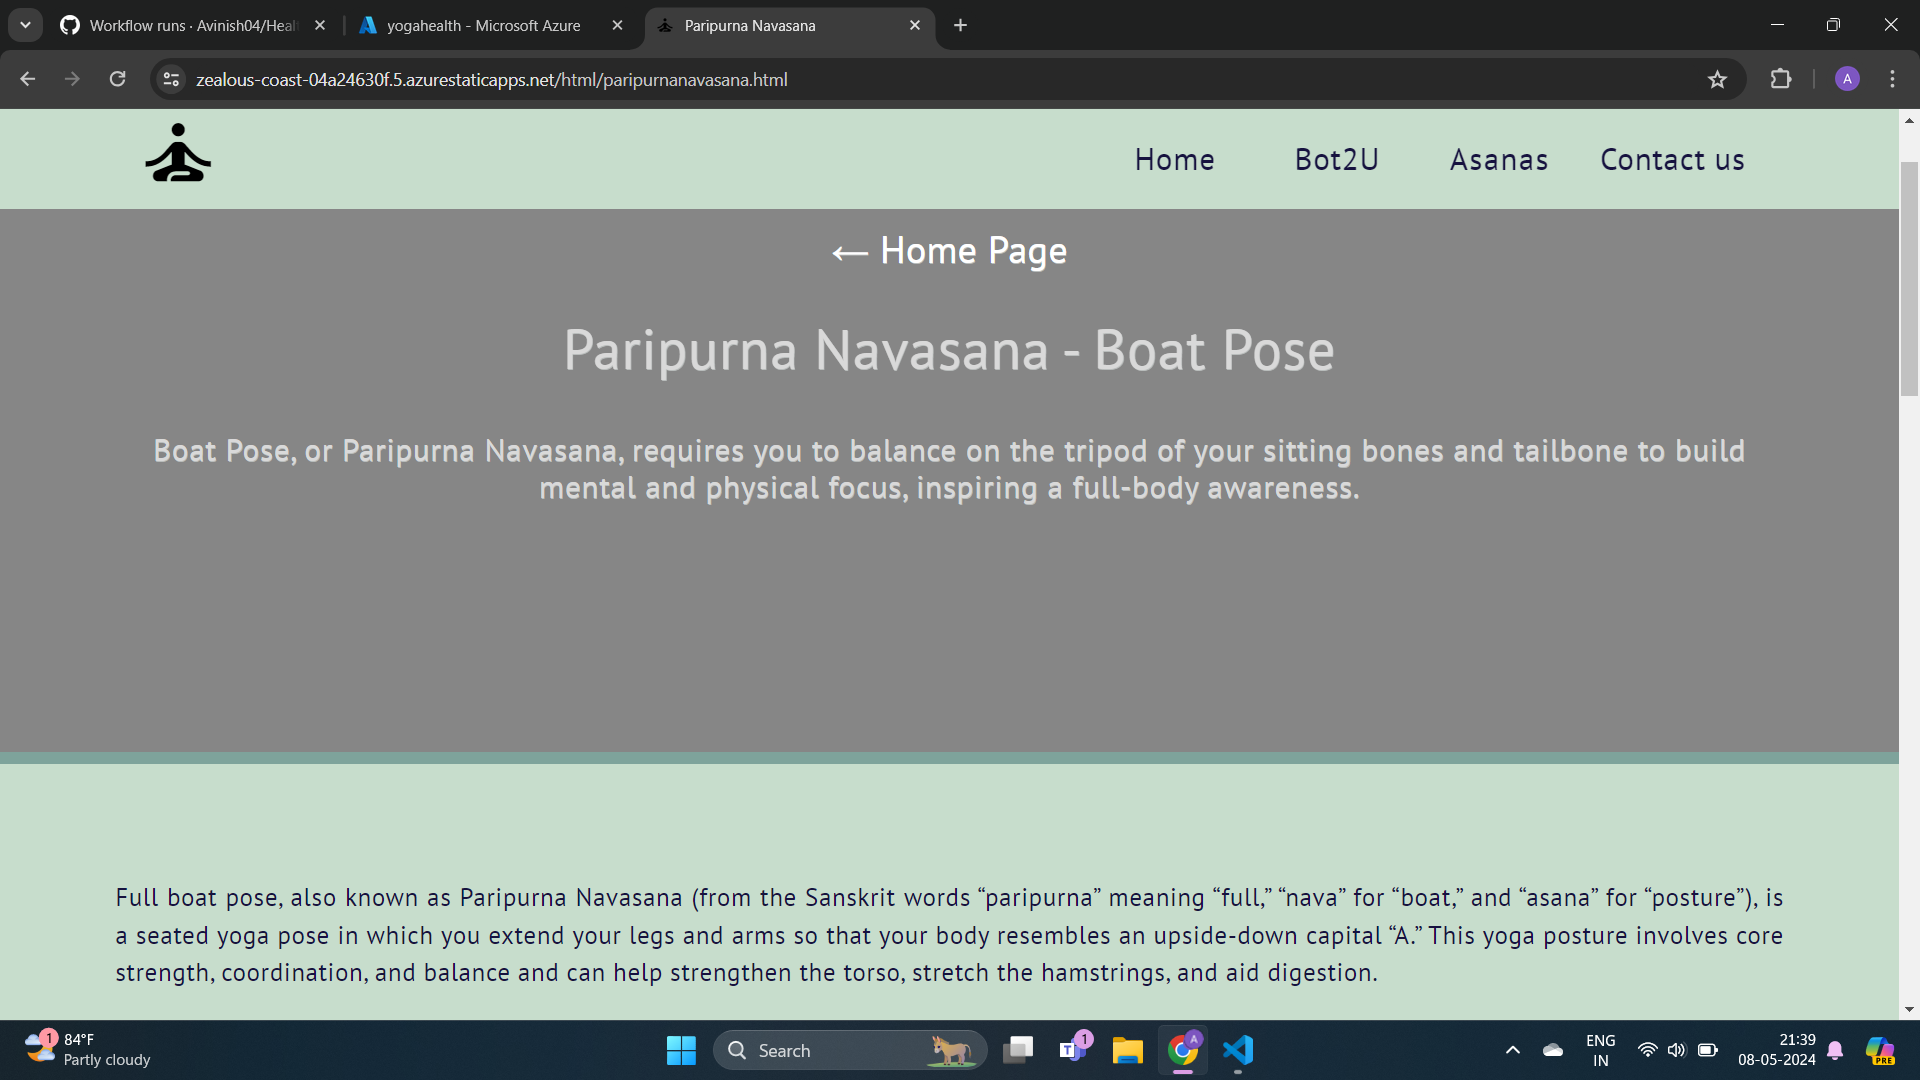 Workflow runs · Avinish04/Heal
yogahealth - Microsoft Azure
Paripurna Navasana
zealous-coast-04a24630f.5.azurestaticapps.net/html/paripurnanavasana.html
A
Home Bot2U Asanas Contact us
← Home Page
Paripurna Navasana - Boat Pose
Boat Pose, or Paripurna Navasana, requires you to balance on the tripod of your sitting bones and tailbone to build
mental and physical focus, inspiring a full-body awareness.
Full boat pose, also known as Paripurna Navasana (from the Sanskrit words “paripurna” meaning “full,” “nava” for “boat,” and “asana” for “posture”), is
a seated yoga pose in which you extend your legs and arms so that your body resembles an upside-down capital “A.” This yoga posture involves core
strength, coordination, and balance and can help strengthen the torso, stretch the hamstrings, and aid digestion.
1
84°F
Partly cloudy
Search
T
1
A
ENG
IN
21:39
08-05-2024
PRE